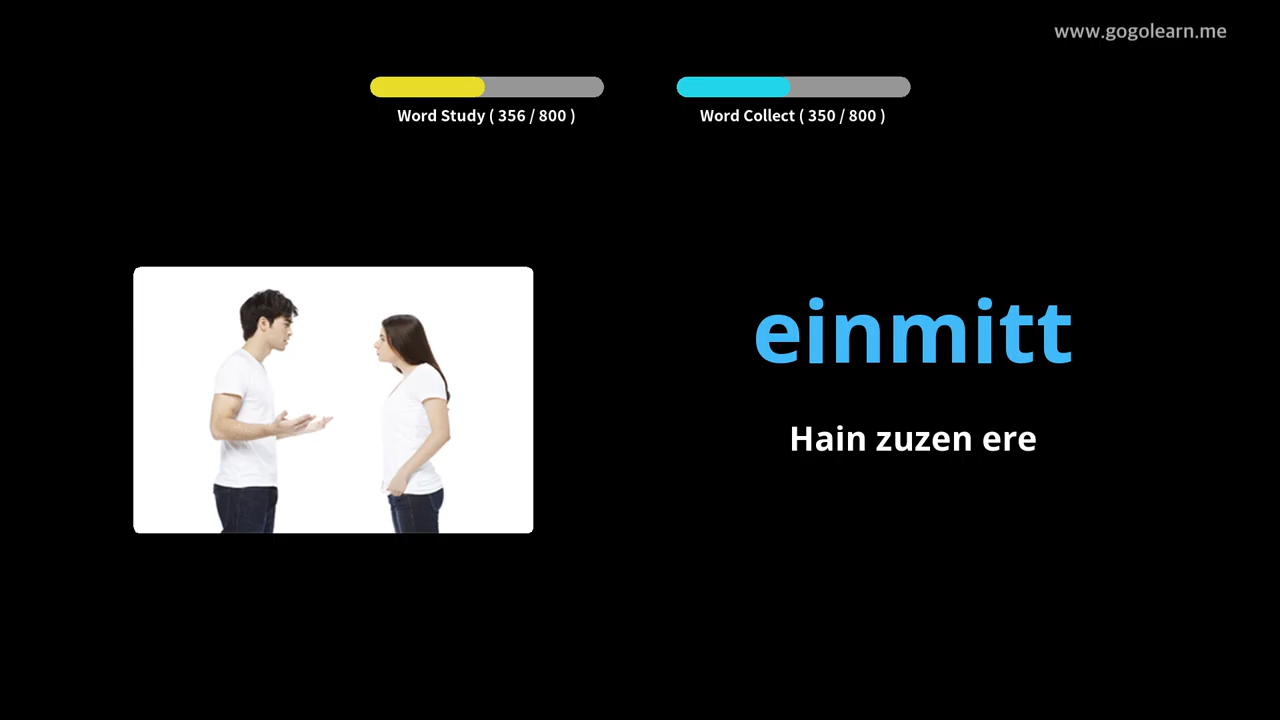 www.gogolearn.me
Word Study ( 356 / 800 )
Word Collect ( 350 / 800 )
einmitt
Hain zuzen ere